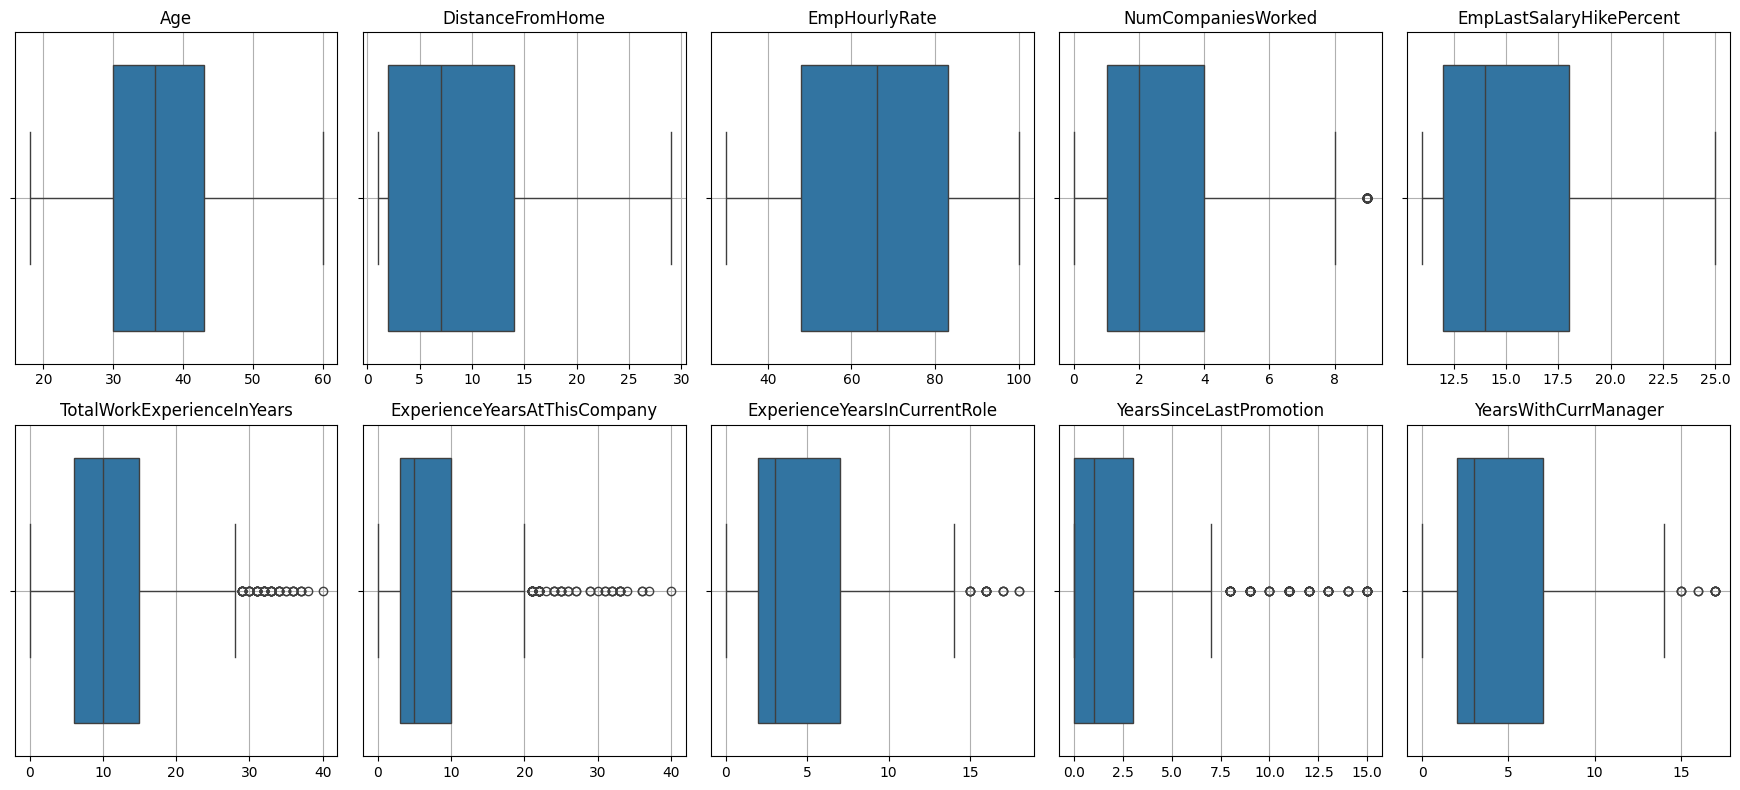 Age DistanceFromHome EmpHourlyRate NumCompaniesWorked EmpLastSalaryHikePercent
20 30 40 50 60 0 5 10 15 20 25 30 40 60 80 100 0 2 4 6 8 12.5 15.0 17.5 20.0 22.5 25.0
TotalWorkExperienceInYears ExperienceYearsAtThisCompany ExperienceYearsInCurrentRole YearsSinceLastPromotion YearsWithCurrManager
0 10 20 30 40 0 10 20 30 40 0 5 10 15 0.0 2.5 5.0 7.5 10.0 12.5 15.0 0 5 10 15